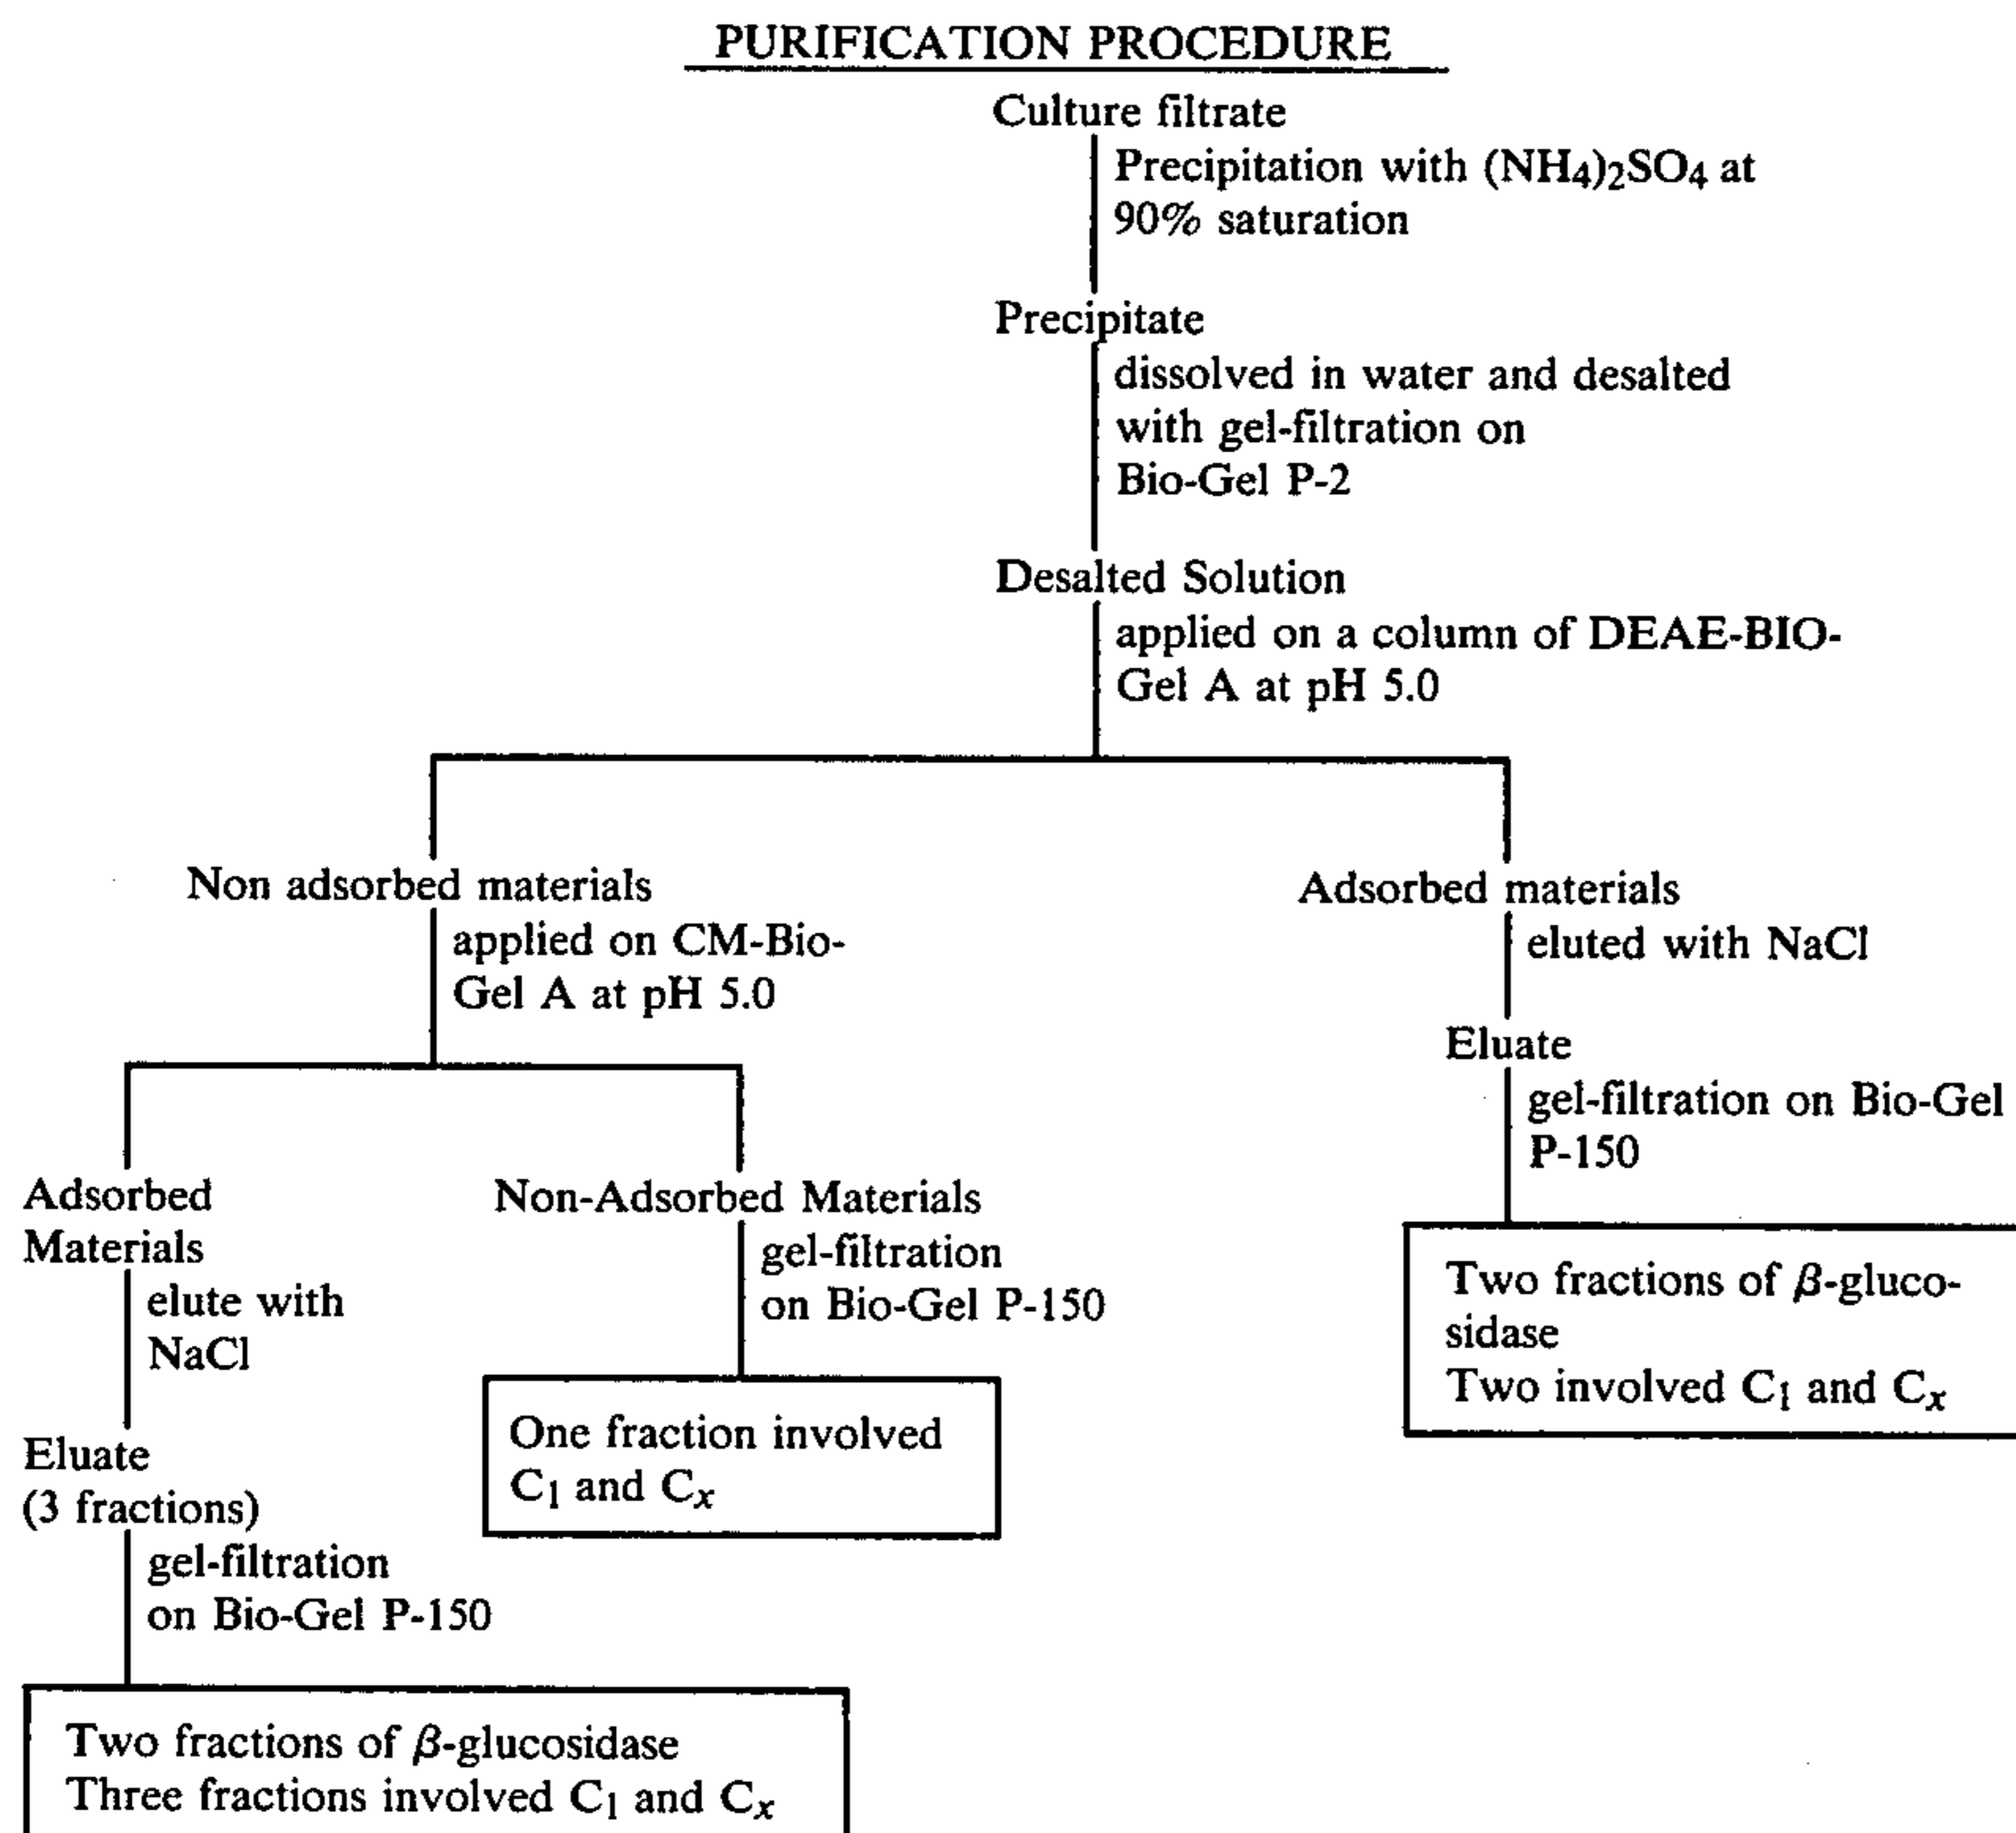 PURIFICATION PROCEDURE
Culture filtrate
Precipitation with (NH4)2SO4 at
90% saturation
Precipitate
dissolved in water and desalted
with gel-filtration on
Bio-Gel P-2
Desalted Solution
applied on a column of DEAE-BIO-
Gel A at pH 5.0
Non adsorbed materials
applied on CM-Bio-
Gel A at pH 5.0
Adsorbed
Materials
elute with
NaCl
Eluate
(3 fractions)
gel-filtration
on Bio-Gel P-150
Two fractions of β-glucosidase
Three fractions involved C1 and Cx
Non-Adsorbed Materials
gel-filtration
on Bio-Gel P-150
One fraction involved
C1 and Cx
Adsorbed materials
eluted with NaCl
Eluate
gel-filtration on Bio-Gel
P-150
Two fractions of β-gluco-
sidase
Two involved C1 and Cx